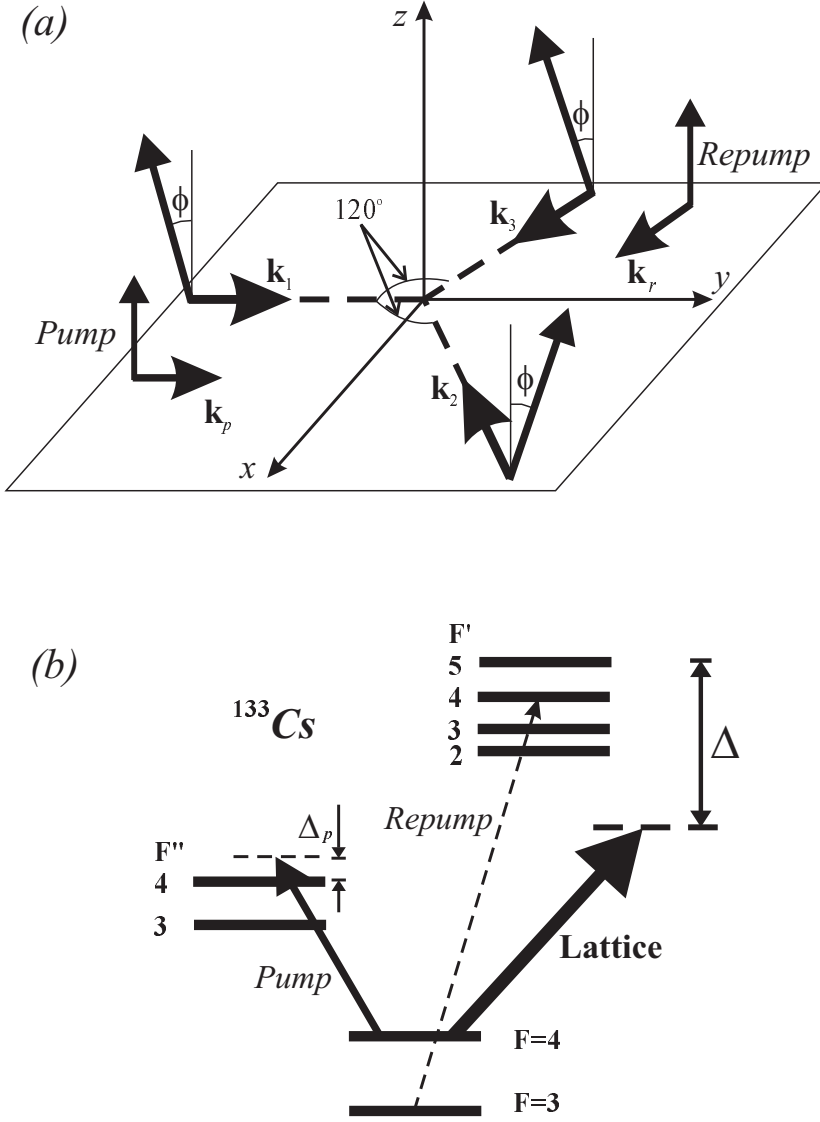 (a)
z
ϕ
Repump
ϕ
120°
k₃
k₁
kᵣ
y
Pump
kₚ
k₂
ϕ
x
(b)
F'
5
4
3
2
¹³³Cs
Δ
Δₚ
Repump
F"
4
3
Lattice
Pump
F=4
F=3